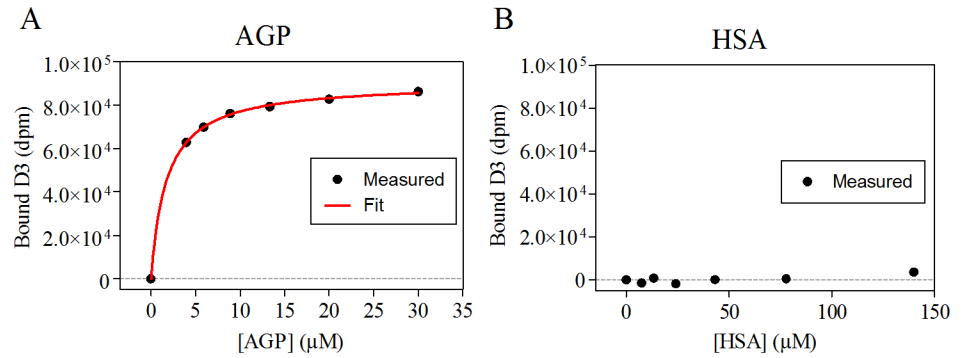 A
AGP
Bound D3 (dpm)
1.0× 10⁵
8.0× 10⁴
6.0× 10⁴
4.0× 10⁴
2.0× 10⁴
0
Measured
Fit
0 5 10 15 20 25 30 35
[AGP] (µM)
B
HSA
Bound D3 (dpm)
1.0× 10⁵
8.0× 10⁴
6.0× 10⁴
4.0× 10⁴
2.0× 10⁴
0
Measured
0 50 100 150
[HSA] (µM)